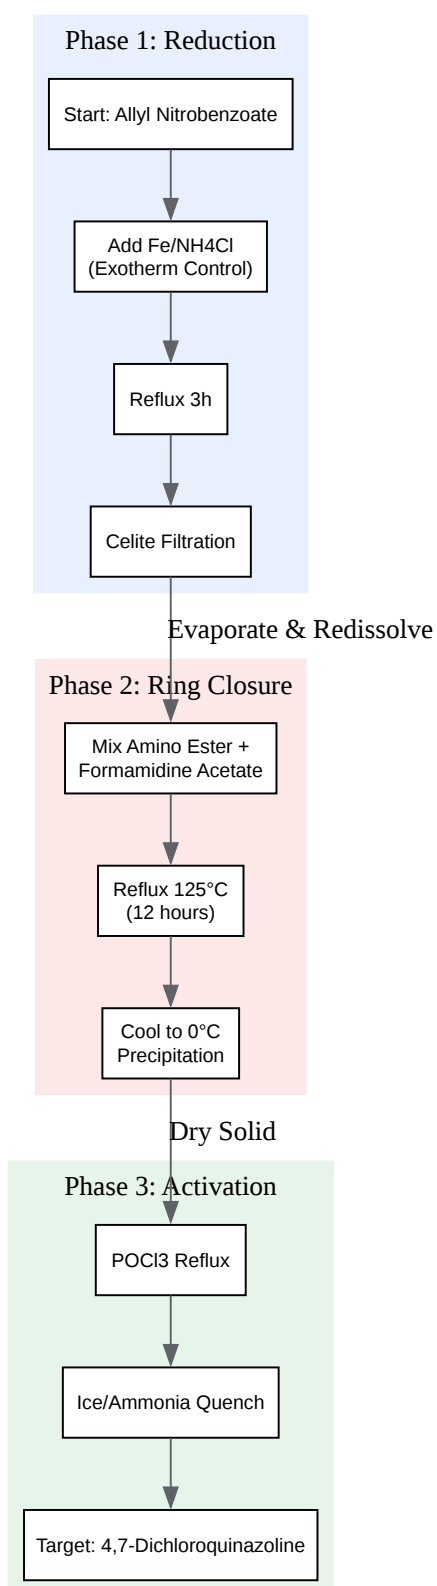 Phase 1: Reduction
Start: Allyl Nitrobenzoate
Add Fe/NH4Cl
(Exotherm Control)
Reflux 3h
Celite Filtration
Evaporate & Redissolve
Phase 2: Ring Closure
Mix Amino Ester +
Formamidine Acetate
Reflux 125°C
(12 hours)
Cool to 0°C
Precipitation
Dry Solid
Phase 3: Activation
POCl3 Reflux
Ice/Ammonia Quench
Target: 4,7-Dichloroquinazoline